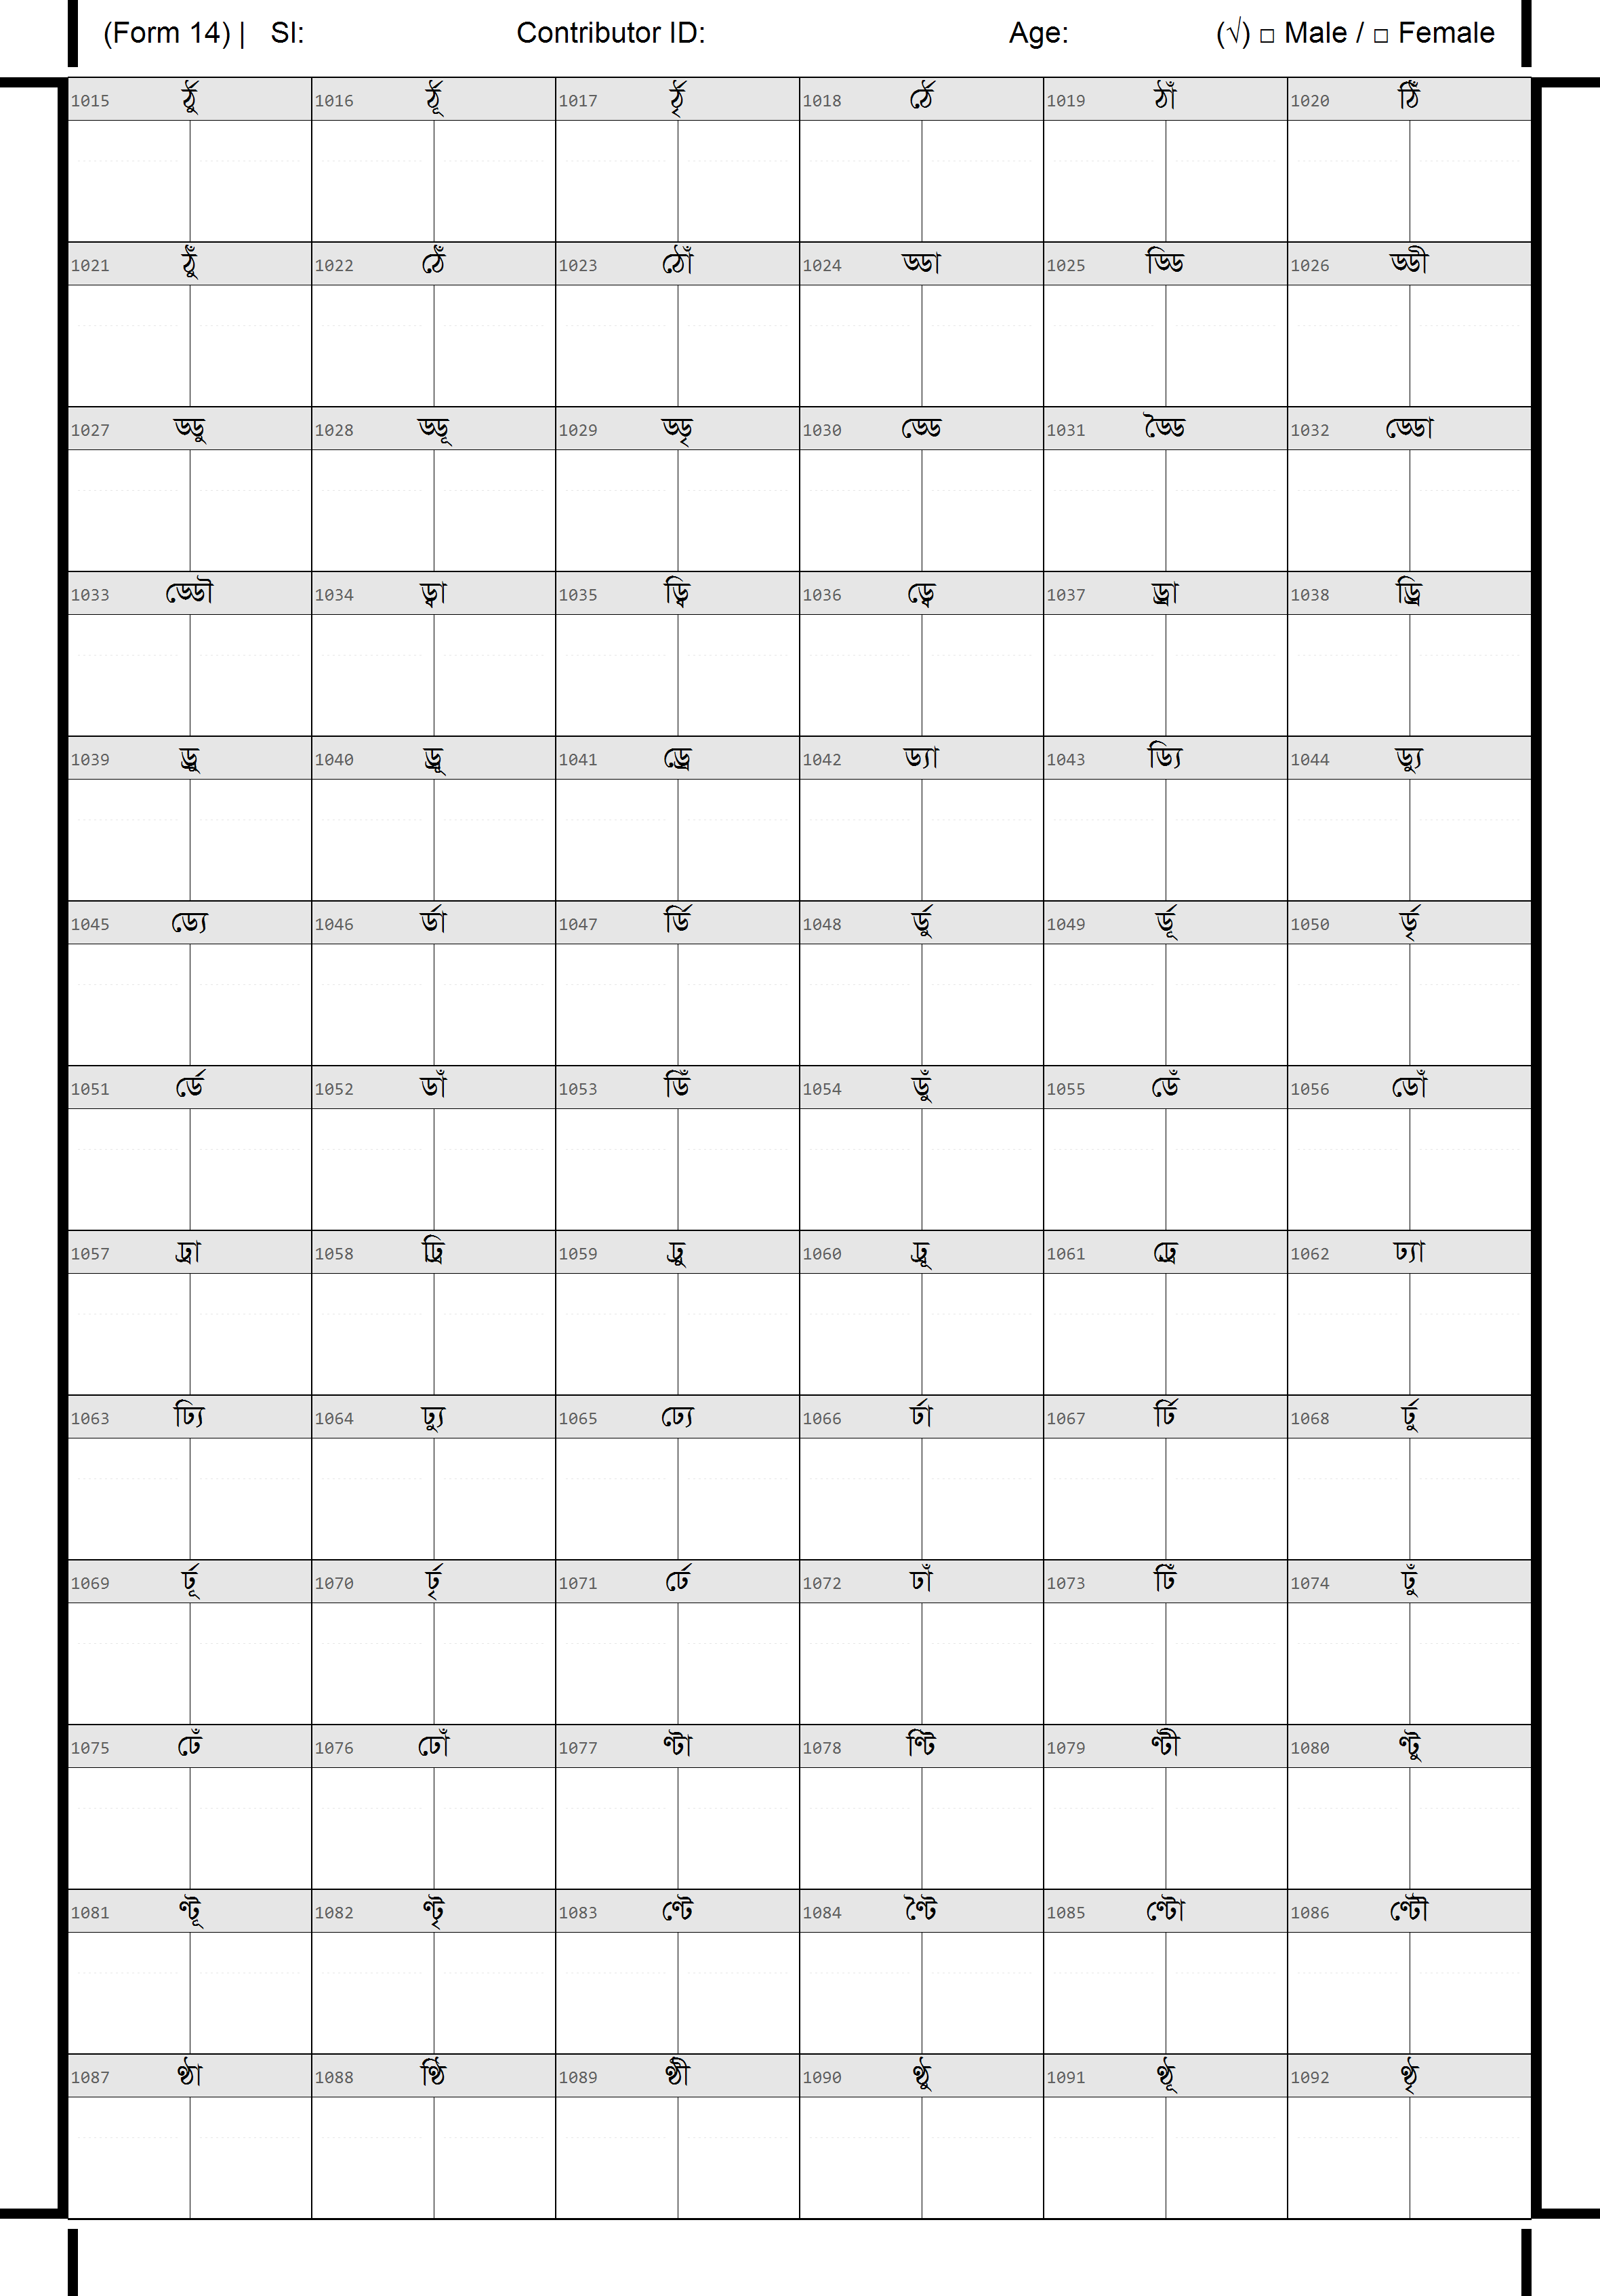 (Form 14) | Sl: Contributor ID: Age: (√) □ Male / □ Female
1015 র্ঠু 1016 র্ঠূ 1017 র্ঠৃ 1018 র্ঠে 1019 ঠাঁ 1020 ঠিঁ
1021 ঠুঁ 1022 ঠেঁ 1023 ঠোঁ 1024 ড্ডা 1025 ড্ডি 1026 ড্ডী
1027 ড্ডু 1028 ড্ডূ 1029 ড্ডৃ 1030 ড্ডে 1031 ড্ডৈ 1032 ড্ডো
1033 ড্ডৌ 1034 ড্বা 1035 ড্বি 1036 ড্বে 1037 ড্রা 1038 ড্রি
1039 ড্রু 1040 ড্রূ 1041 ড্রে 1042 ড্যা 1043 ড্যি 1044 ড্যু
1045 ড্যে 1046 র্ডা 1047 র্ডি 1048 র্ডু 1049 র্ডূ 1050 র্ডৃ
1051 র্ডে 1052 ডাঁ 1053 ডিঁ 1054 ডুঁ 1055 ডেঁ 1056 ডোঁ
1057 ঢ্রা 1058 ঢ্রি 1059 ঢ্রু 1060 ঢ্রূ 1061 ঢ্রে 1062 ঢ্যা
1063 ঢ্যি 1064 ঢ্যু 1065 ঢ্যে 1066 র্ঢা 1067 র্ঢি 1068 র্ঢু
1069 র্ঢূ 1070 র্ঢৃ 1071 র্ঢে 1072 ঢাঁ 1073 ঢিঁ 1074 ঢুঁ
1075 ঢেঁ 1076 ঢোঁ 1077 ণ্টা 1078 ণ্টি 1079 ণ্টী 1080 ণ্টু
1081 ণ্টূ 1082 ণ্টৃ 1083 ণ্টে 1084 ণ্টৈ 1085 ণ্টো 1086 ণ্টৌ
1087 ণ্ঠা 1088 ণ্ঠি 1089 ণ্ঠী 1090 ণ্ঠু 1091 ণ্ঠূ 1092 ণ্ঠৃ